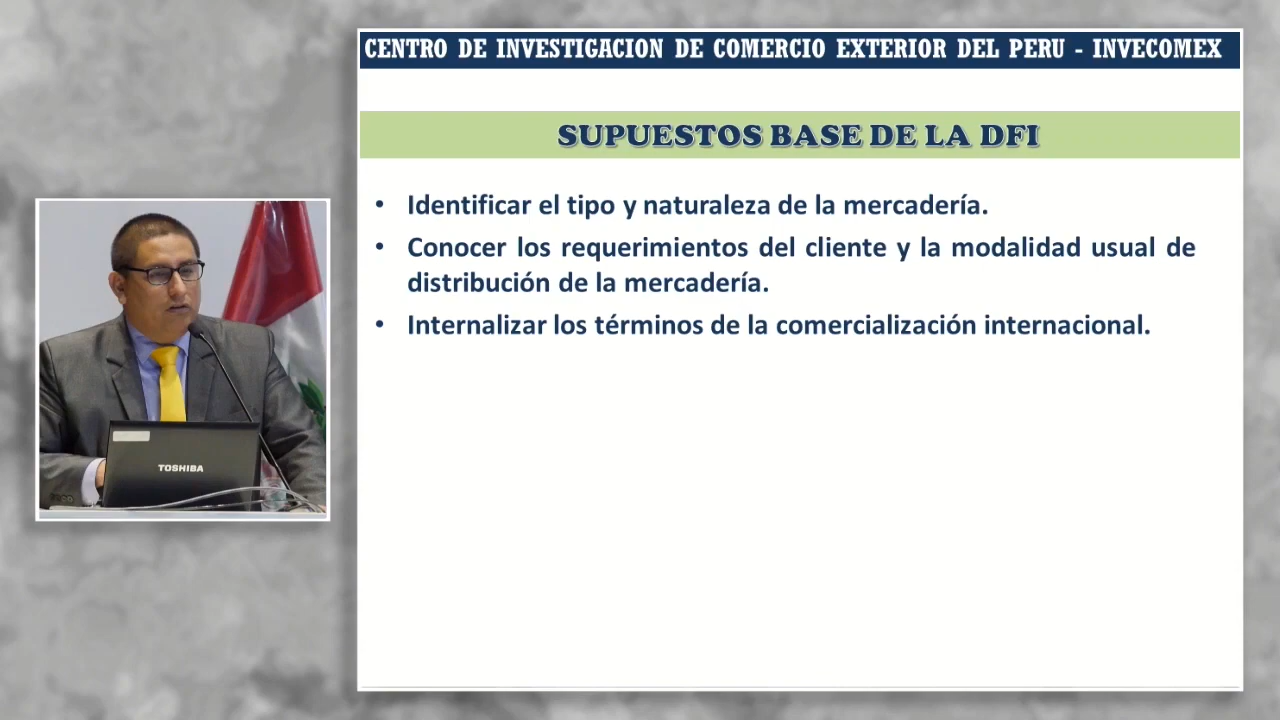 CENTRO DE INVESTIGACION DE COMERCIO EXTERIOR DEL PERU - INVECOMEX
SUPUESTOS BASE DE LA DFI
• Identificar el tipo y naturaleza de la mercadería.
• Conocer los requerimientos del cliente y la modalidad usual de
distribución de la mercadería.
• Internalizar los términos de la comercialización internacional.
TOSHIBA